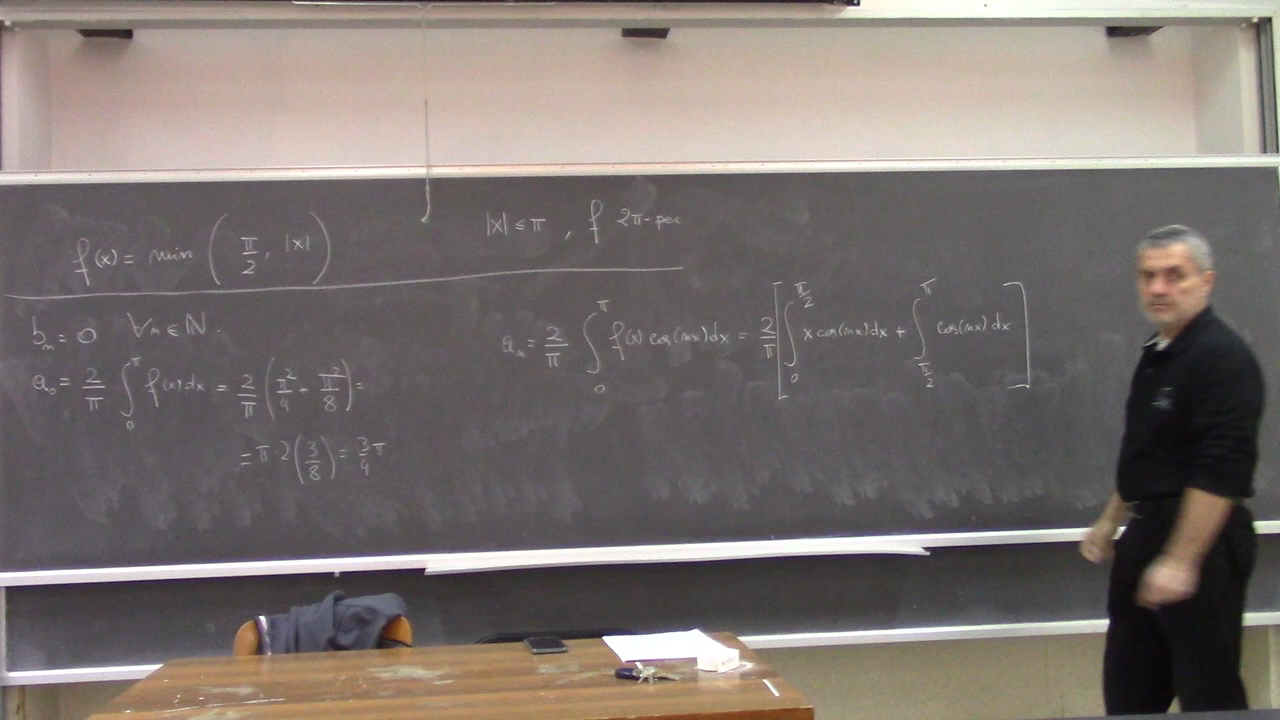 f(x) = min ( π/2, |x| )    |x| ≤ π , f 2π-per
b_n = 0  ∀n ∈ ℕ.
a_0 = 2/π ∫_0^π f(x) dx = 2/π ( π²/4 + π²/8 ) =
= π 2 ( 3/8 ) = 3/4 π
a_n = 2/π ∫_0^π f(x) cos(nx) dx = 2/π [ ∫_0^{π/2} x cos(nx) dx + ∫_{π/2}^π cos(nx) dx ]